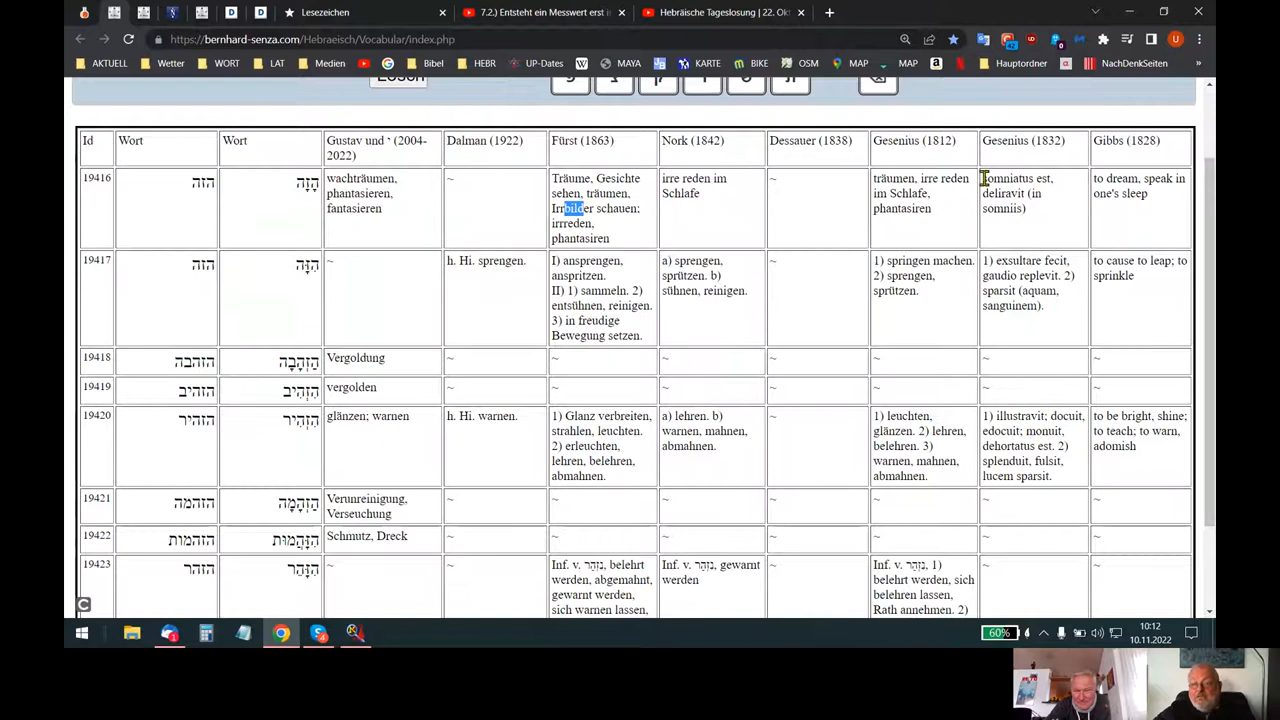 Lesezeichen
7.2.) Entsteht ein Messwert erst i
Hebräische Tageslosung | 22. Okt
https://bernhard-senza.com/Hebraeisch/Vocabular/index.php
AKTUELL Wetter WORT LAT Medien Bibel HEBR UP-Dates MAYA KARTE BIKE OSM MAP MAP Hauptordner NachDenkSeiten
Id Wort Wort Gustav und י (2004-2022) Dalman (1922) Fürst (1863) Nork (1842) Dessauer (1838) Gesenius (1812) Gesenius (1832) Gibbs (1828)
19416 הזה הָזָה
wachträumen,
phantasieren,
fantasieren
~
Träume, Gesichte
sehen, träumen,
Irrbilder schauen;
irrreden,
phantasiren
irre reden im
Schlafe
~
träumen, irre reden
im Schlafe,
phantasiren
somniatus est,
deliravit (in
somniis)
to dream, speak in
one's sleep
19417 הזה הִזָּה
~
h. Hi. sprengen.
I) ansprengen,
anspritzen.
II) 1) sammeln. 2)
entsühnen, reinigen.
3) in freudige
Bewegung setzen.
a) sprengen,
sprützen. b)
sühnen, reinigen.
~
1) springen machen.
2) sprengen,
sprützen.
1) exsultare fecit,
gaudio replevit. 2)
sparsit (aquam,
sanguinem).
to cause to leap; to
sprinkle
19418 הזהבה הַזְהָבָה Vergoldung ~ ~ ~ ~ ~ ~ ~
19419 הזהיב הִזְהִיב vergolden ~ ~ ~ ~ ~ ~ ~
19420 הזהיר הִזְהִיר
glänzen; warnen
h. Hi. warnen.
1) Glanz verbreiten,
strahlen, leuchten.
2) erleuchten,
lehren, belehren,
abmahnen.
a) lehren. b)
warnen, mahnen,
abmahnen.
~
1) leuchten,
glänzen. 2) lehren,
belehren. 3)
warnen, mahnen,
abmahnen.
1) illustravit; docuit,
edocuit; monuit,
dehortatus est. 2)
splenduit, fulsit,
lucem sparsit.
to be bright, shine;
to teach; to warn,
adomish
19421 הזהמה הַזְהָמָה
Verunreinigung,
Verseuchung
~ ~ ~ ~ ~ ~ ~
19422 הזהמות הִזָּהֲמוּת Schmutz, Dreck ~ ~ ~ ~ ~ ~ ~
19423 הזהר הִזָּהַר
~
~
Inf. v. נִזְהָר, belehrt
werden, abgemahnt,
gewarnt werden,
sich warnen lassen,
Inf. v. נִזְהָר, gewarnt
werden
~
Inf. v. נִזְהָר, 1)
belehrt werden, sich
belehren lassen,
Rath annehmen. 2)
~
~
60%
10:12
10.11.2022